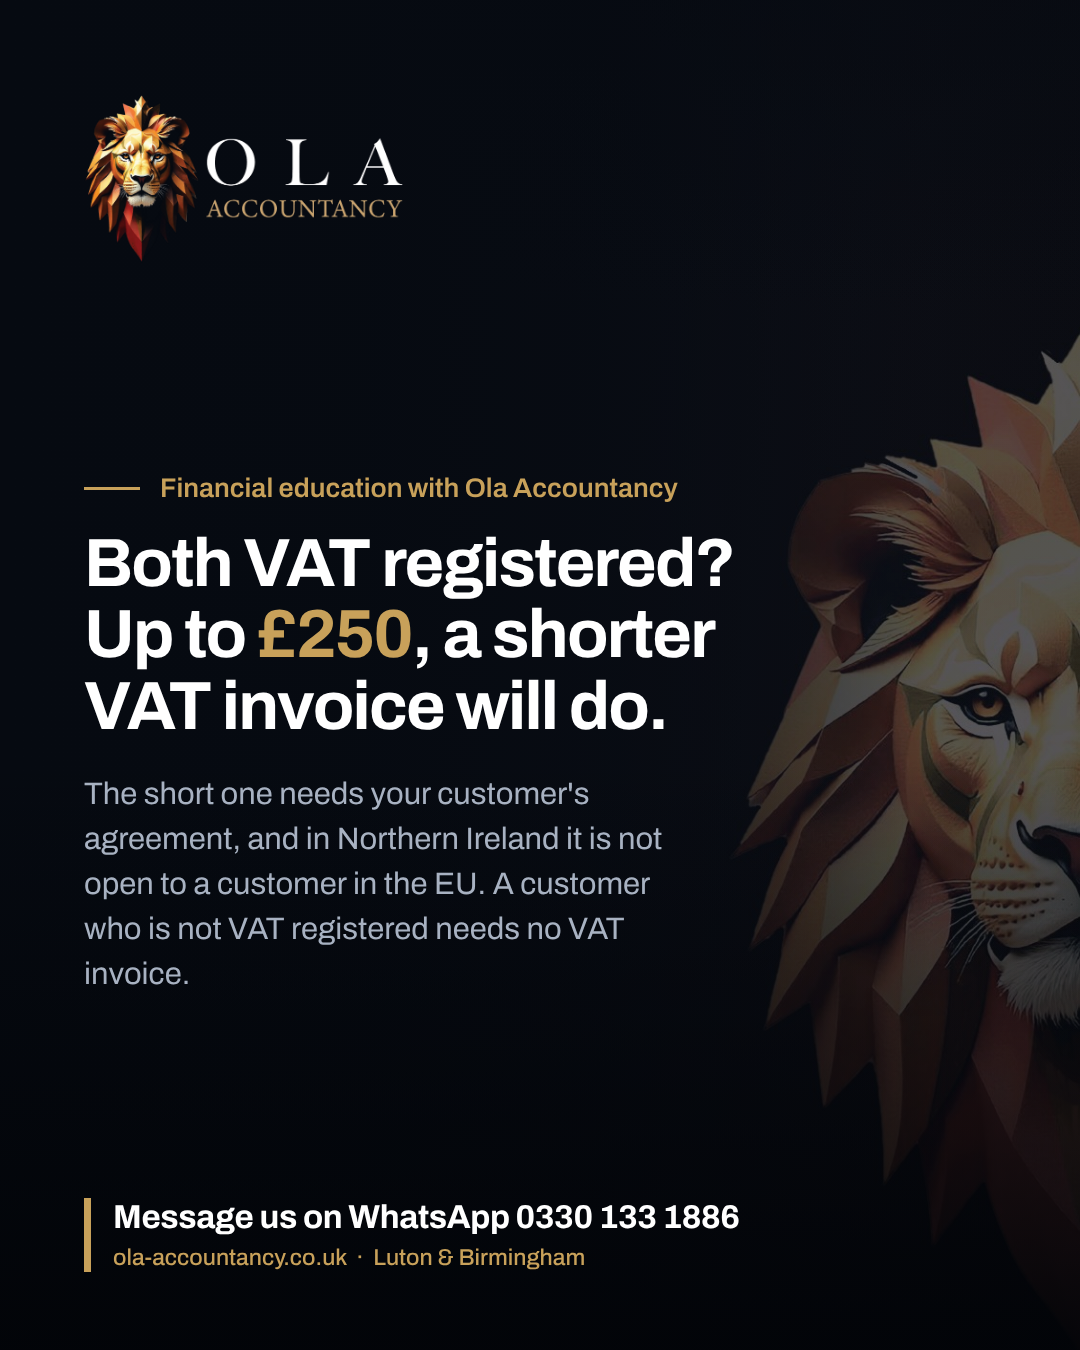 OLA
ACCOUNTANCY
Financial education with Ola Accountancy
Both VAT registered?
Up to £250, a shorter
VAT invoice will do.
The short one needs your customer's
agreement, and in Northern Ireland it is not
open to a customer in the EU. A customer
who is not VAT registered needs no VAT
invoice.
Message us on WhatsApp 0330 133 1886
ola-accountancy.co.uk · Luton & Birmingham